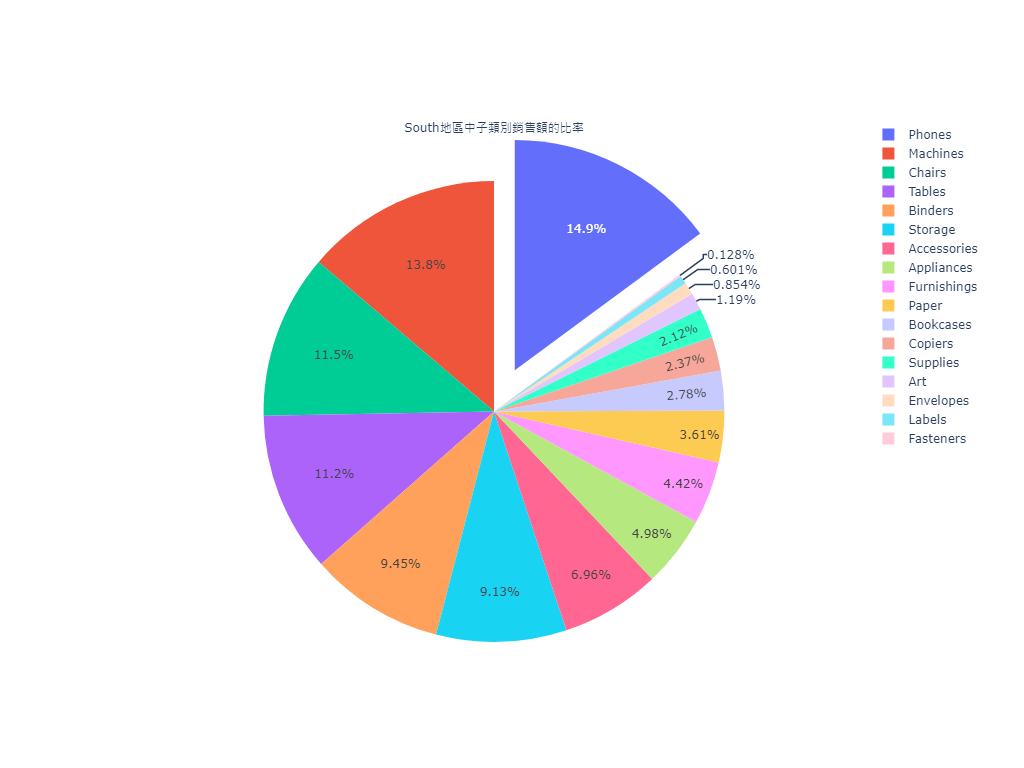 South地區中子類別銷售額的比率
14.9%
13.8%
11.5%
11.2%
9.45%
9.13%
6.96%
4.98%
4.42%
3.61%
2.78%
2.37%
2.12%
1.19%
0.854%
0.601%
0.128%
Phones
Machines
Chairs
Tables
Binders
Storage
Accessories
Appliances
Furnishings
Paper
Bookcases
Copiers
Supplies
Art
Envelopes
Labels
Fasteners